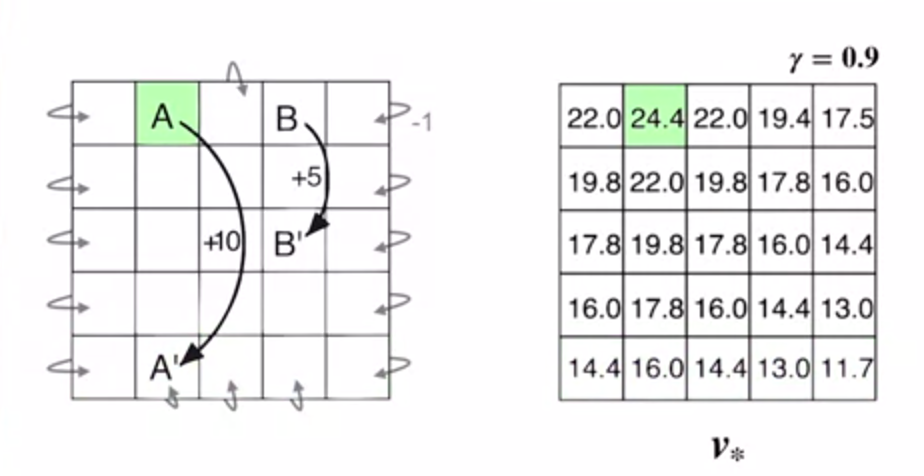 γ = 0.9
A B -1
+5
+10 B'
A'
22.0 24.4 22.0 19.4 17.5
19.8 22.0 19.8 17.8 16.0
17.8 19.8 17.8 16.0 14.4
16.0 17.8 16.0 14.4 13.0
14.4 16.0 14.4 13.0 11.7
v*